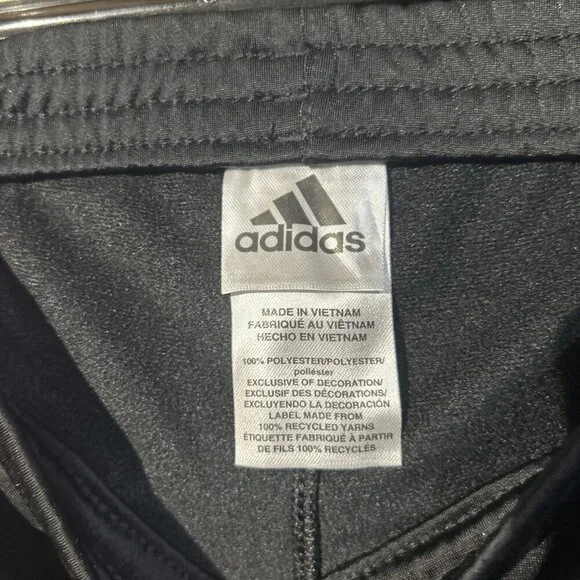 adidas
MADE IN VIETNAM
FABRIQUÉ AU VIÊTNAM
HECHO EN VIETNAM
100% POLYESTER/POLYESTER/
poliéster
EXCLUSIVE OF DECORATION/
EXCLUSIF DES DÉCORATIONS/
EXCLUYENDO LA DECORACIÓN
LABEL MADE FROM
100% RECYCLED YARNS
ÉTIQUETTE FABRIQUÉ À PARTIR
DE FILS 100% RECYCLÉS